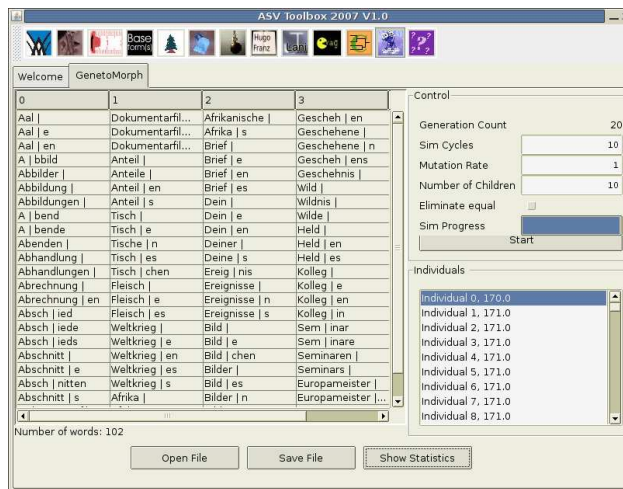 ASV Toolbox 2007 V1.0
Base form(s)
Hugo Franz
Lani
Welcome GenetoMorph
0 1 2 3
Aal | Dokumentarfil... Afrikanische | Gescheh | en
Aal | e Dokumentarfil... Afrika | s Geschehene |
Aal | en Dokumentarfil... Brief | Geschehene | n
A | bbild Anteil | Brief | e Gescheh | ens
Abbilder | Anteile | Brief | en Geschehnis |
Abbildung | Anteil | en Brief | es Wild |
Abbildungen | Anteil | s Dein | Wildnis |
A | bend Tisch | Dein | e Wilde |
A | bende Tisch | e Dein | en Held |
Abenden | Tische | n Deiner | Held | en
Abhandlung | Tisch | es Deine | s Held | es
Abhandlungen | Tisch | chen Ereig | nis Kolleg |
Abrechnung | Fleisch | Ereignisse | Kolleg | e
Abrechnung | en Fleisch | e Ereignisse | n Kolleg | en
Absch | ied Fleisch | es Ereignisse | s Kolleg | in
Absch | iede Weltkrieg | Bild | Sem | inar
Absch | ieds Weltkrieg | e Bild | e Sem | inare
Abschnitt | Weltkrieg | en Bild | chen Seminaren |
Abschnitt | e Weltkrieg | es Bilder | Seminars |
Absch | nitten Weltkrieg | s Bild | es Europameister |
Abschnitt | s Afrika | Bilder | n Europameister |...
Number of words: 102
Open File Save File Show Statistics
Control
Generation Count 20
Sim Cycles 10
Mutation Rate 1
Number of Children 10
Eliminate equal
Sim Progress
Start
Individuals
Individual 0, 170.0
Individual 1, 171.0
Individual 2, 171.0
Individual 3, 171.0
Individual 4, 171.0
Individual 5, 171.0
Individual 6, 171.0
Individual 7, 171.0
Individual 8, 171.0